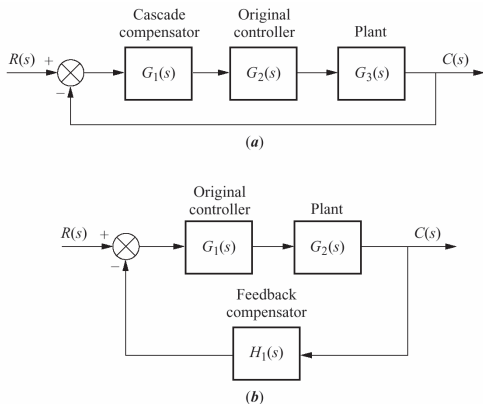 Cascade
compensator
Original
controller
Plant
R(s)
+
−
G₁(s)
G₂(s)
G₃(s)
C(s)
(a)
Original
controller
Plant
R(s)
+
−
G₁(s)
G₂(s)
C(s)
Feedback
compensator
H₁(s)
(b)